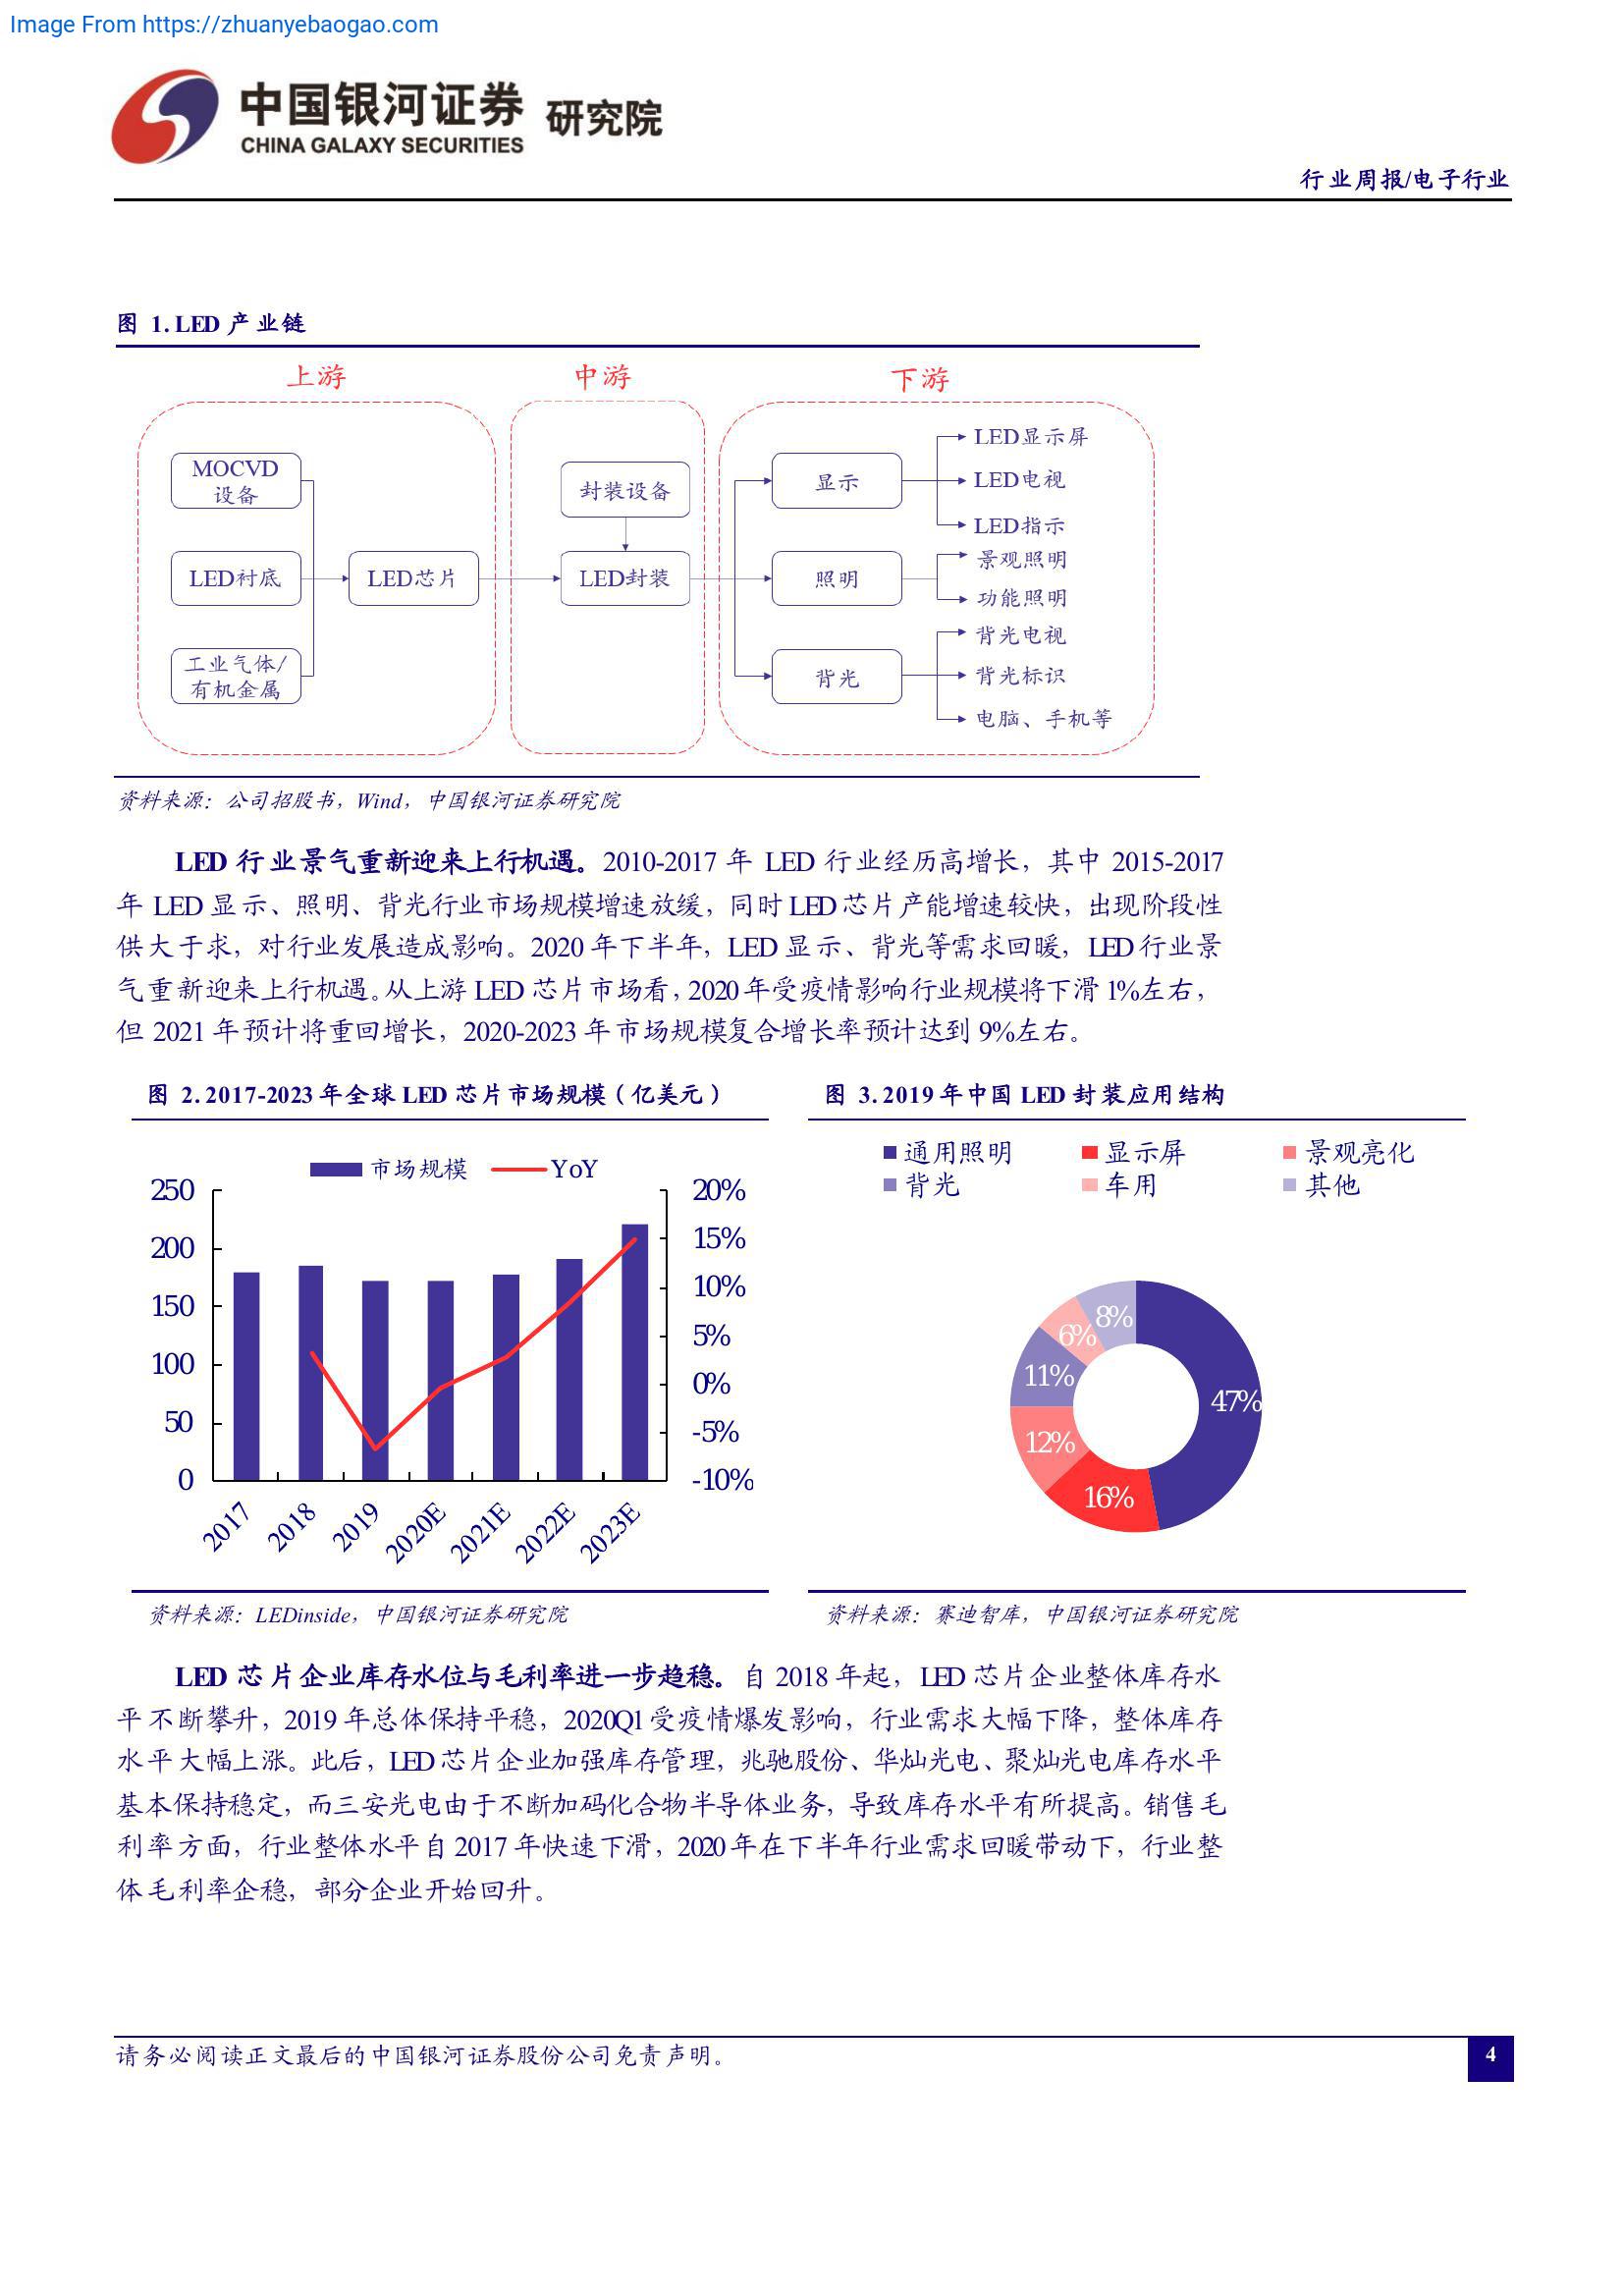 Image From https://zhuanyebaogao.com
中国银河证券 研究院
CHINA GALAXY SECURITIES
行业周报/电子行业
图 1. LED 产业链
上游 中游 下游
MOCVD
设备
LED衬底
工业气体/
有机金属
LED芯片
封装设备
LED封装
显示
照明
背光
LED显示屏
LED电视
LED指示
景观照明
功能照明
背光电视
背光标识
电脑、手机等
资料来源：公司招股书，Wind，中国银河证券研究院
LED 行业景气重新迎来上行机遇。2010-2017 年 LED 行业经历高增长，其中 2015-2017
年 LED 显示、照明、背光行业市场规模增速放缓，同时 LED 芯片产能增速较快，出现阶段性
供大于求，对行业发展造成影响。2020 年下半年，LED 显示、背光等需求回暖，LED 行业景
气重新迎来上行机遇。从上游 LED 芯片市场看，2020 年受疫情影响行业规模将下滑 1%左右，
但 2021 年预计将重回增长，2020-2023 年市场规模复合增长率预计达到 9%左右。
图 2. 2017-2023 年全球 LED 芯片市场规模（亿美元）
市场规模 YoY
250
200
150
100
50
0
20%
15%
10%
5%
0%
-5%
-10%
2017 2018 2019 2020E 2021E 2022E 2023E
资料来源：LEDinside，中国银河证券研究院
图 3. 2019 年中国 LED 封装应用结构
通用照明 显示屏 景观亮化
背光 车用 其他
47%
16%
12%
11%
6%
8%
资料来源：赛迪智库，中国银河证券研究院
LED 芯片企业库存水位与毛利率进一步趋稳。自 2018 年起，LED 芯片企业整体库存水
平不断攀升，2019 年总体保持平稳，2020Q1 受疫情爆发影响，行业需求大幅下降，整体库存
水平大幅上涨。此后，LED 芯片企业加强库存管理，兆驰股份、华灿光电、聚灿光电库存水平
基本保持稳定，而三安光电由于不断加码化合物半导体业务，导致库存水平有所提高。销售毛
利率方面，行业整体水平自 2017 年快速下滑，2020 年在下半年行业需求回暖带动下，行业整
体毛利率企稳，部分企业开始回升。
请务必阅读正文最后的中国银河证券股份公司免责声明。
4